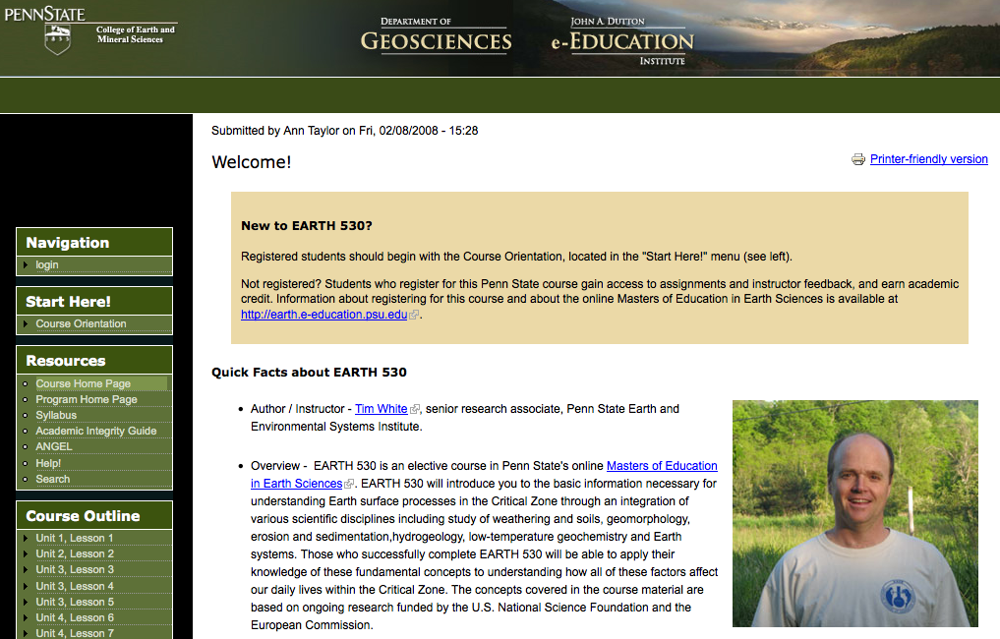 PENNSTATE
1855
College of Earth and
Mineral Sciences
DEPARTMENT OF
GEOSCIENCES
JOHN A. DUTTON
e-EDUCATION
INSTITUTE
Submitted by Ann Taylor on Fri, 02/08/2008 - 15:28
Welcome!
Printer-friendly version
New to EARTH 530?
Registered students should begin with the Course Orientation, located in the "Start Here!" menu (see left).
Not registered? Students who register for this Penn State course gain access to assignments and instructor feedback, and earn academic
credit. Information about registering for this course and about the online Masters of Education in Earth Sciences is available at
http://earth.e-education.psu.edu.
Navigation
login
Start Here!
Course Orientation
Resources
Course Home Page
Program Home Page
Syllabus
Academic Integrity Guide
ANGEL
Help!
Search
Course Outline
Unit 1, Lesson 1
Unit 2, Lesson 2
Unit 3, Lesson 3
Unit 3, Lesson 4
Unit 3, Lesson 5
Unit 4, Lesson 6
Unit 4, Lesson 7
Quick Facts about EARTH 530
Author / Instructor - Tim White, senior research associate, Penn State Earth and
Environmental Systems Institute.
Overview - EARTH 530 is an elective course in Penn State's online Masters of Education
in Earth Sciences. EARTH 530 will introduce you to the basic information necessary for
understanding Earth surface processes in the Critical Zone through an integration of
various scientific disciplines including study of weathering and soils, geomorphology,
erosion and sedimentation,hydrogeology, low-temperature geochemistry and Earth
systems. Those who successfully complete EARTH 530 will be able to apply their
knowledge of these fundamental concepts to understanding how all of these factors affect
our daily lives within the Critical Zone. The concepts covered in the course material are
based on ongoing research funded by the U.S. National Science Foundation and the
European Commission.